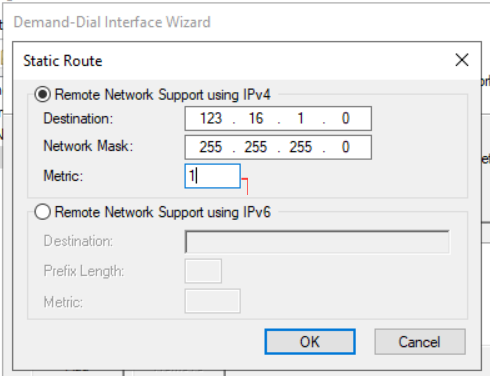 Demand-Dial Interface Wizard
Static Route
Remote Network Support using IPv4
Destination: 123 . 16 . 1 . 0
Network Mask: 255 . 255 . 255 . 0
Metric: 1
Remote Network Support using IPv6
Destination:
Prefix Length:
Metric:
OK Cancel